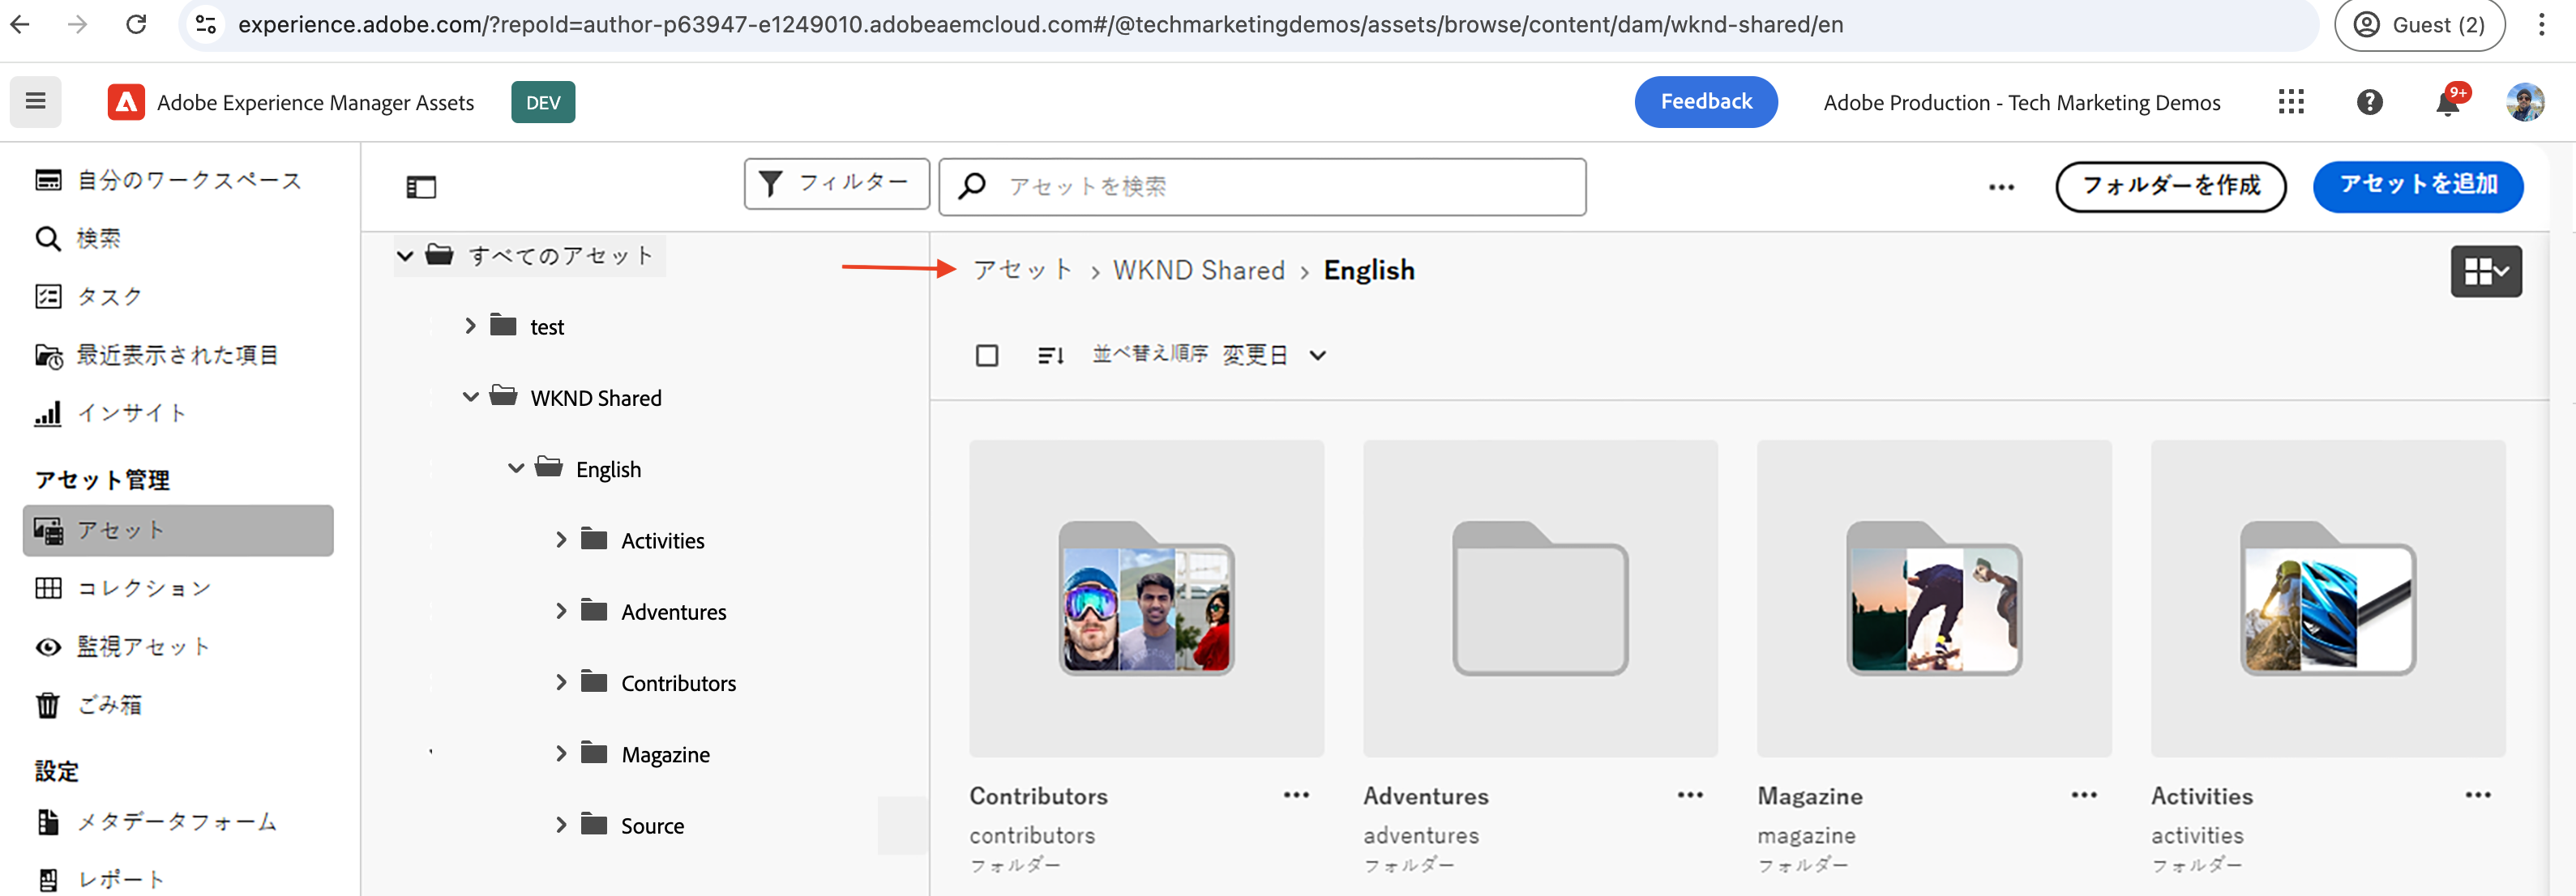 experience.adobe.com/?repoId=author-p63947-e1249010.adobeaemcloud.com#/@techmarketingdemos/assets/browse/content/dam/wknd-shared/en
Guest (2)
Adobe Experience Manager Assets
DEV
Feedback
Adobe Production - Tech Marketing Demos
9+
自分のワークスペース
検索
タスク
最近表示された項目
インサイト
アセット管理
アセット
コレクション
監視アセット
ごみ箱
設定
メタデータフォーム
レポート
フィルター
アセットを検索
フォルダーを作成
アセットを追加
すべてのアセット
test
WKND Shared
English
Activities
Adventures
Contributors
Magazine
Source
アセット › WKND Shared › English
並べ替え順序 変更日
Contributors
contributors
フォルダー
Adventures
adventures
フォルダー
Magazine
magazine
フォルダー
Activities
activities
フォルダー